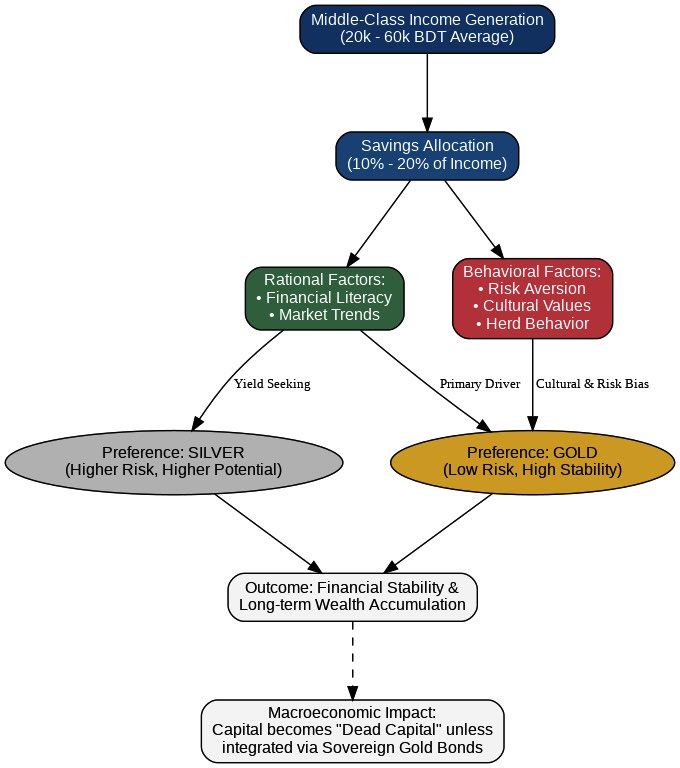 Middle-Class Income Generation
(20k - 60k BDT Average)
Savings Allocation
(10% - 20% of Income)
Rational Factors:
• Financial Literacy
• Market Trends
Behavioral Factors:
• Risk Aversion
• Cultural Values
• Herd Behavior
Yield Seeking
Primary Driver
Cultural & Risk Bias
Preference: SILVER
(Higher Risk, Higher Potential)
Preference: GOLD
(Low Risk, High Stability)
Outcome: Financial Stability &
Long-term Wealth Accumulation
Macroeconomic Impact:
Capital becomes "Dead Capital" unless
integrated via Sovereign Gold Bonds